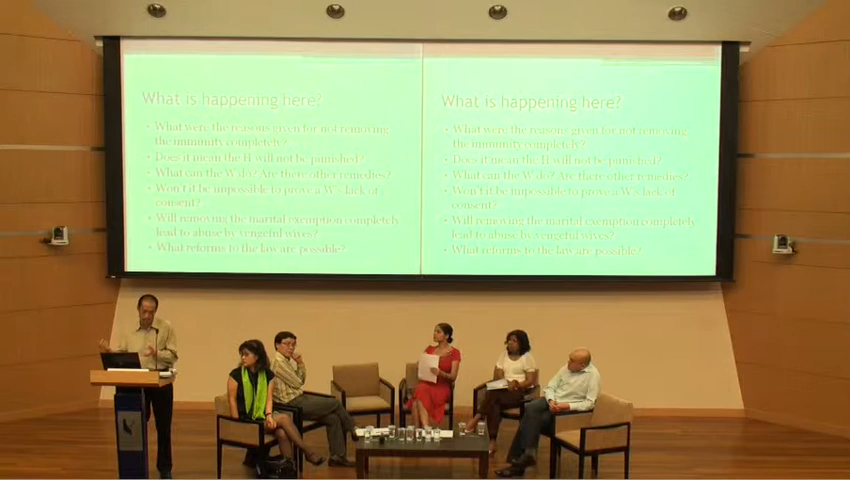 What is happening here?
• What were the reasons given for not removing
the immunity completely?
• Does it mean the H will not be punished?
• What can the W do? Are there other remedies?
• Won't it be impossible to prove a W's lack of
consent?
• Will removing the marital exemption completely
lead to abuse by vengeful wives?
• What reforms to the law are possible?
What is happening here?
• What were the reasons given for not removing
the immunity completely?
• Does it mean the H will not be punished?
• What can the W do? Are there other remedies?
• Won't it be impossible to prove a W's lack of
consent?
• Will removing the marital exemption completely
lead to abuse by vengeful wives?
• What reforms to the law are possible?